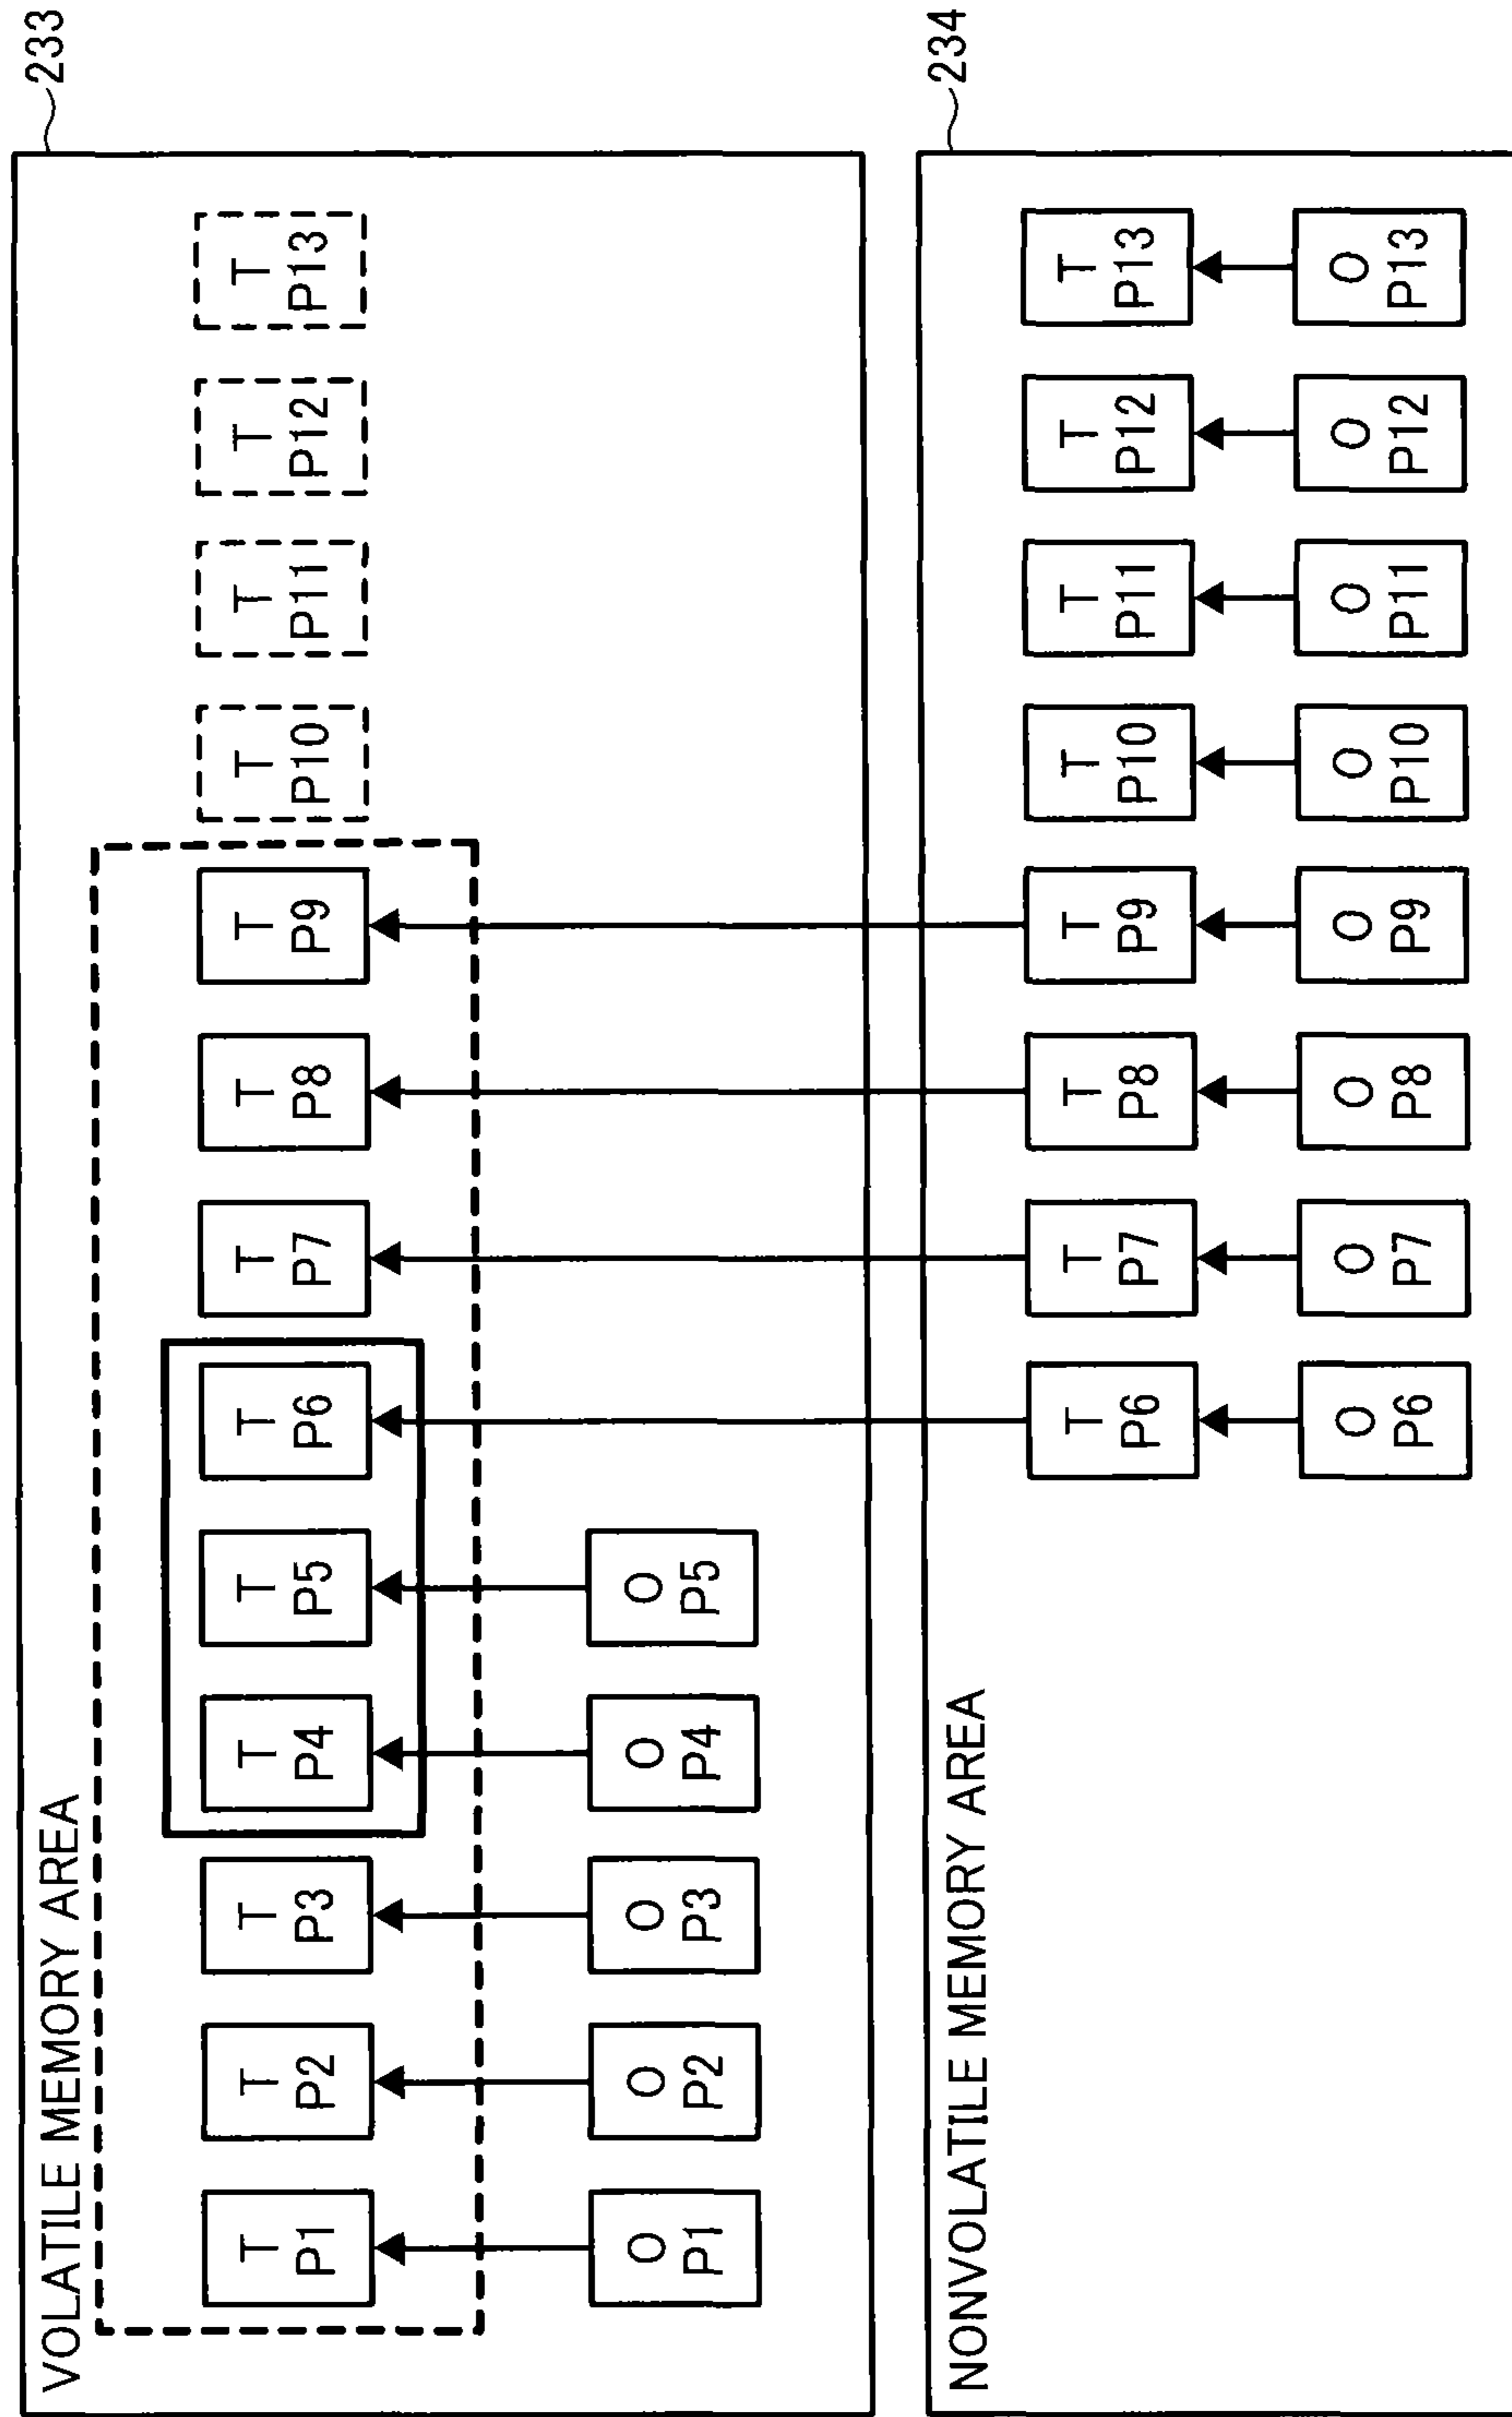 233
VOLATILE MEMORY AREA
T
P1
T
P2
T
P3
T
P4
T
P5
T
P6
T
P7
T
P8
T
P9
T
P10
T
P11
T
P12
T
P13
O
P1
O
P2
O
P3
O
P4
O
P5
234
NONVOLATILE MEMORY AREA
T
P6
T
P7
T
P8
T
P9
T
P10
T
P11
T
P12
T
P13
O
P6
O
P7
O
P8
O
P9
O
P10
O
P11
O
P12
O
P13